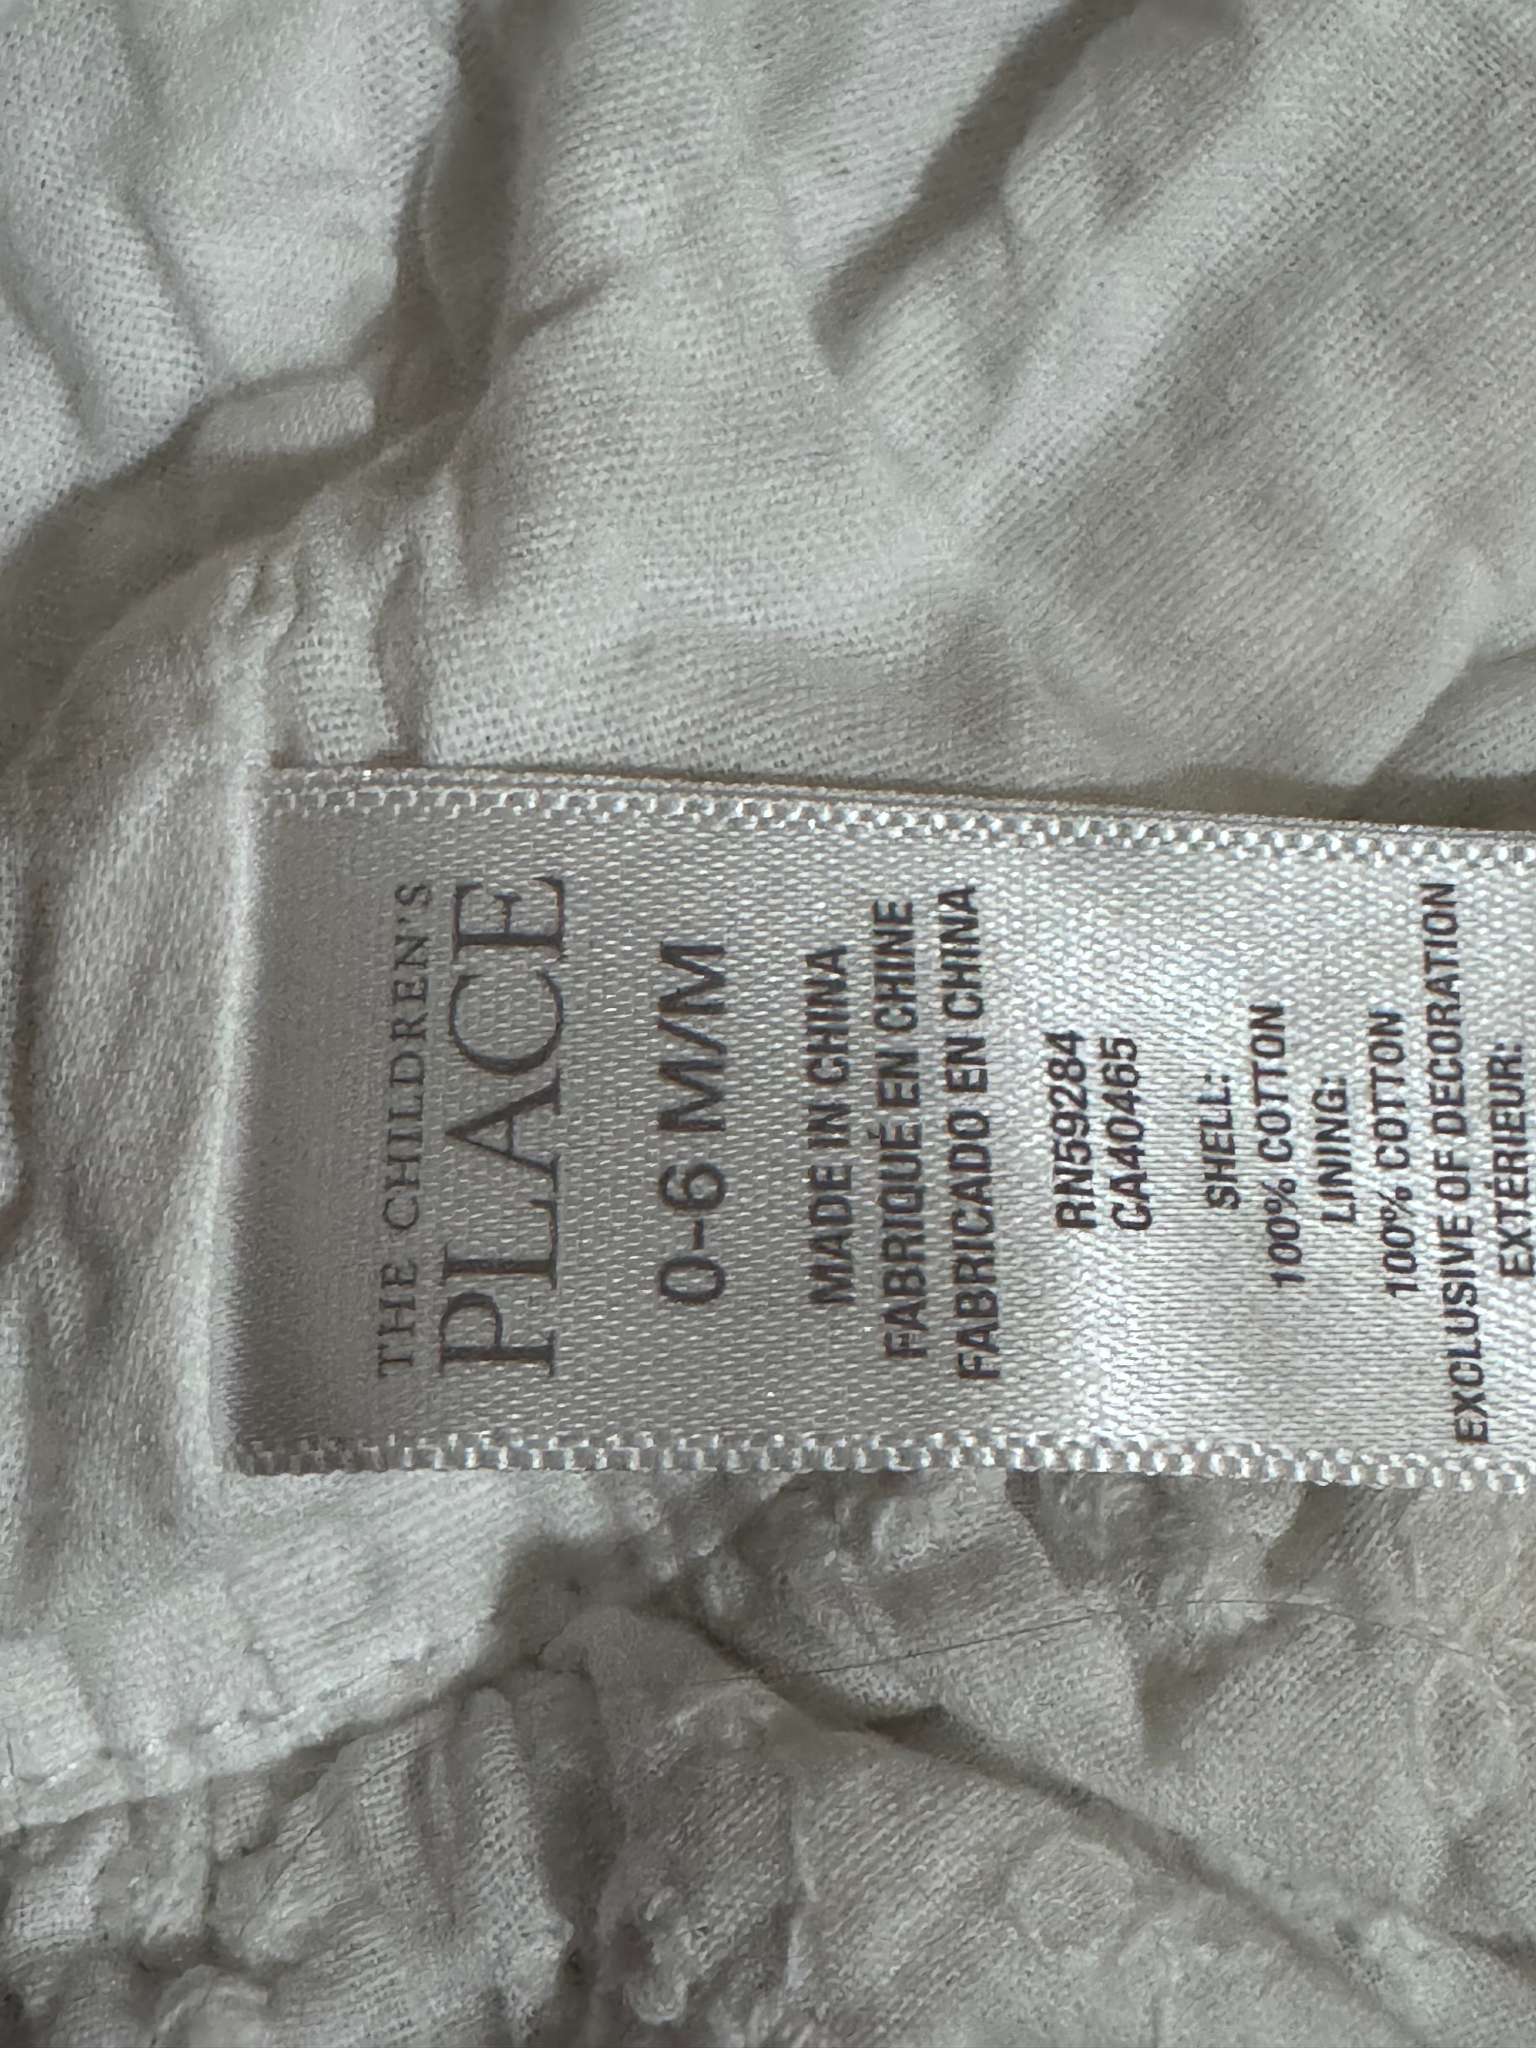 THE CHILDREN'S
PLACE
0-6 M/M
MADE IN CHINA
FABRIQUÉ EN CHINE
FABRICADO EN CHINA
RN59284
CA40465
SHELL:
100% COTTON
LINING:
100% COTTON
EXCLUSIVE OF DECORATION
EXTERIEUR: